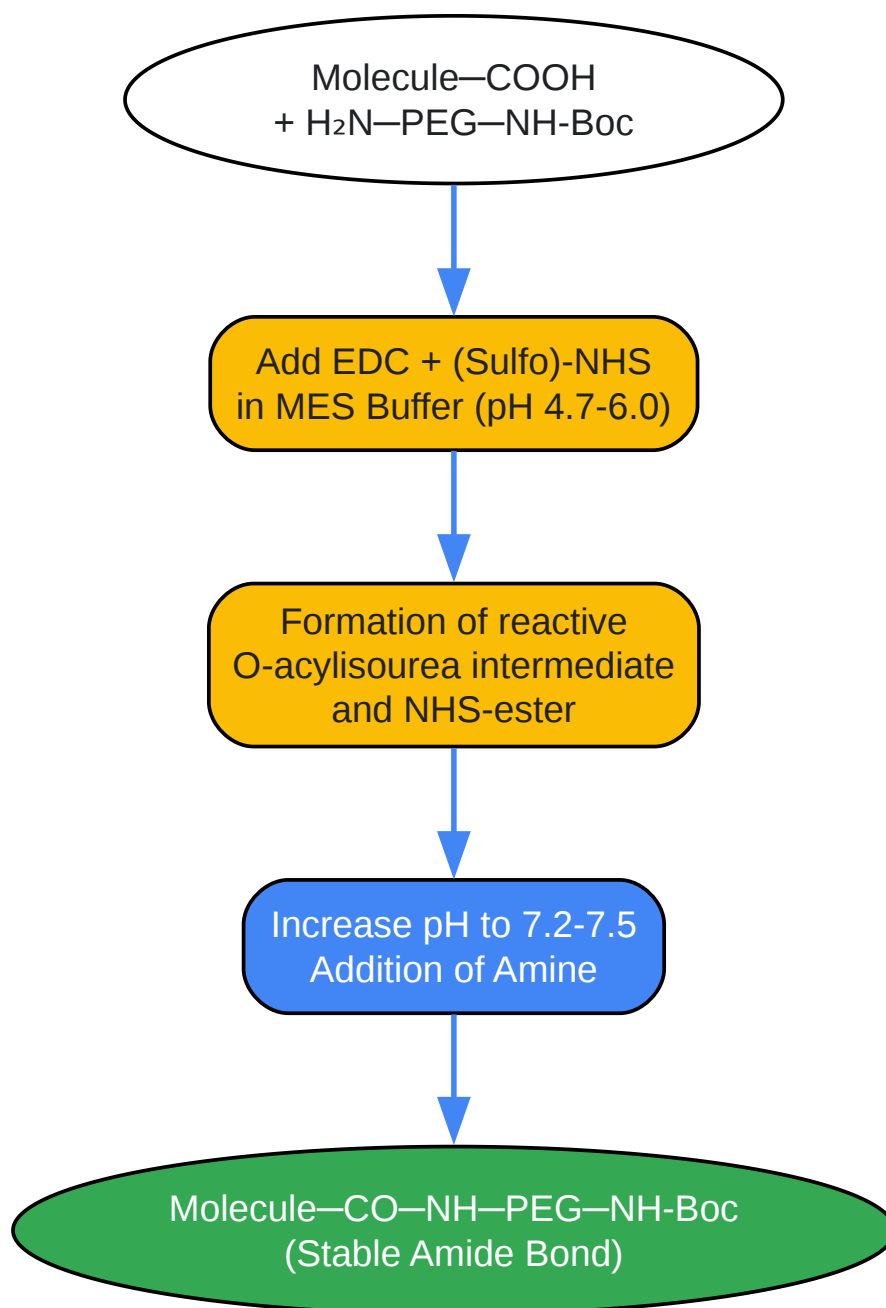 Molecule─COOH
+ H₂N─PEG─NH-Boc
Add EDC + (Sulfo)-NHS
in MES Buffer (pH 4.7-6.0)
Formation of reactive
O-acylisourea intermediate
and NHS-ester
Increase pH to 7.2-7.5
Addition of Amine
Molecule─CO─NH─PEG─NH-Boc
(Stable Amide Bond)